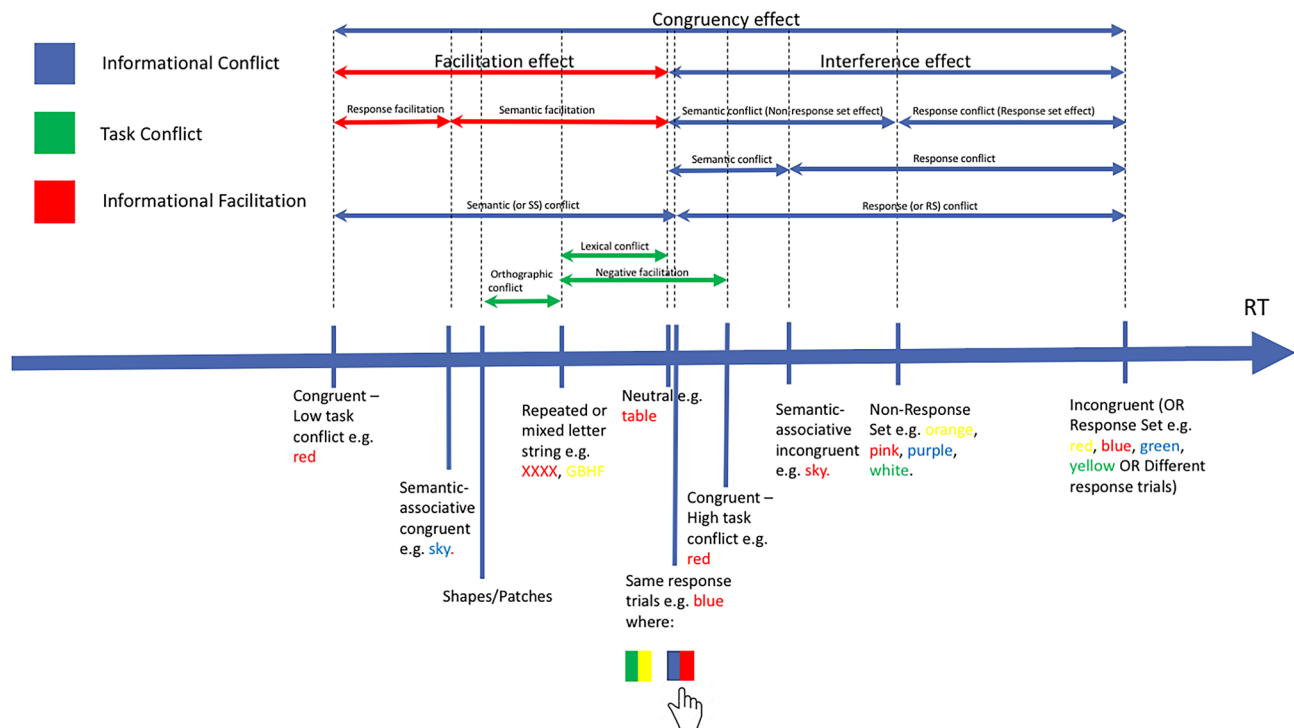 Congruency effect
Informational Conflict
Facilitation effect
Interference effect
Response facilitation
Semantic facilitation
Semantic conflict (Non-response set effect)
Response conflict (Response set effect)
Task Conflict
Semantic conflict
Response conflict
Informational Facilitation
Semantic (or SS) conflict
Response (or RS) conflict
Lexical conflict
Negative facilitation
Orthographic
conflict
RT
Congruent –
Low task
conflict e.g.
red
Semantic-
associative
congruent
e.g. sky.
Shapes/Patches
Repeated or
mixed letter
string e.g.
XXXX, GBHF
Neutral e.g.
table
Same response
trials e.g. blue
where:
Congruent –
High task
conflict e.g.
red
Semantic-
associative
incongruent
e.g. sky.
Non-Response
Set e.g. orange,
pink, purple,
white.
Incongruent (OR
Response Set e.g.
red, blue, green,
yellow OR Different
response trials)